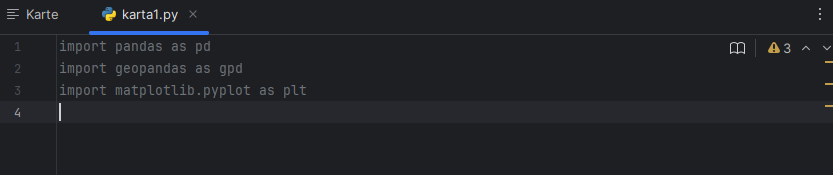 Karte
karta1.py
1 import pandas as pd
2 import geopandas as gpd
3 import matplotlib.pyplot as plt
4
3